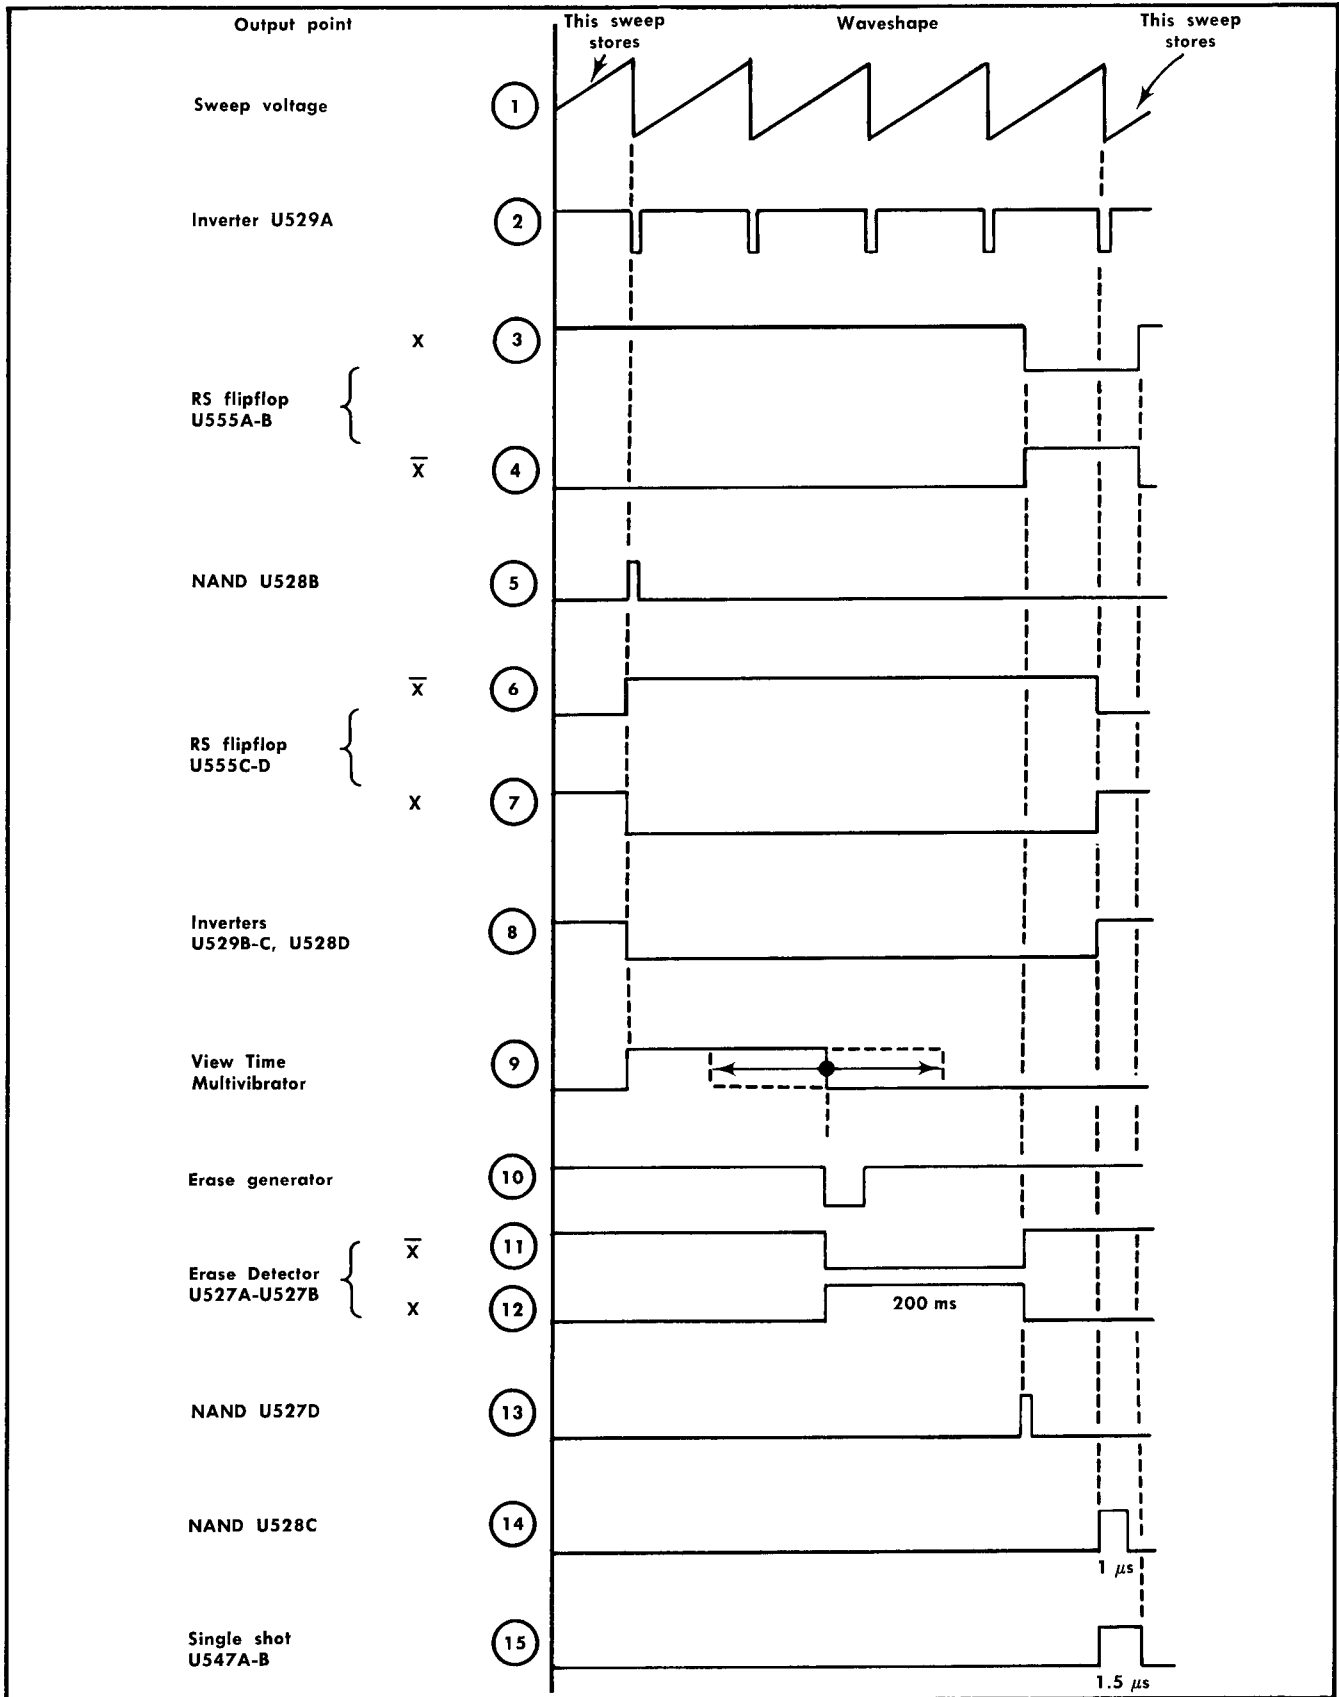 Output point
This sweep
stores
Waveshape
This sweep
stores
Sweep voltage
1
Inverter U529A
2
X
3
RS flipflop
U555A-B
X̅
4
NAND U528B
5
X̅
6
RS flipflop
U555C-D
X
7
Inverters
U529B-C, U528D
8
View Time
Multivibrator
9
Erase generator
10
X̅
11
Erase Detector
U527A-U527B
X
12
200 ms
NAND U527D
13
NAND U528C
14
1 μs
Single shot
U547A-B
15
1.5 μs